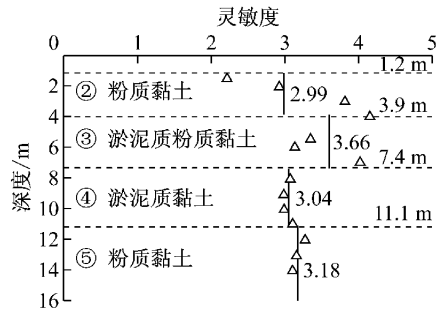 灵敏度
0 1 2 3 4 5
1.2 m
2
② 粉质黏土
2.99
4
3.9 m
③ 淤泥质粉质黏土
3.66
6
7.4 m
8
④ 淤泥质黏土
3.04
10
11.1 m
12
⑤ 粉质黏土
3.18
14
16
深度/m